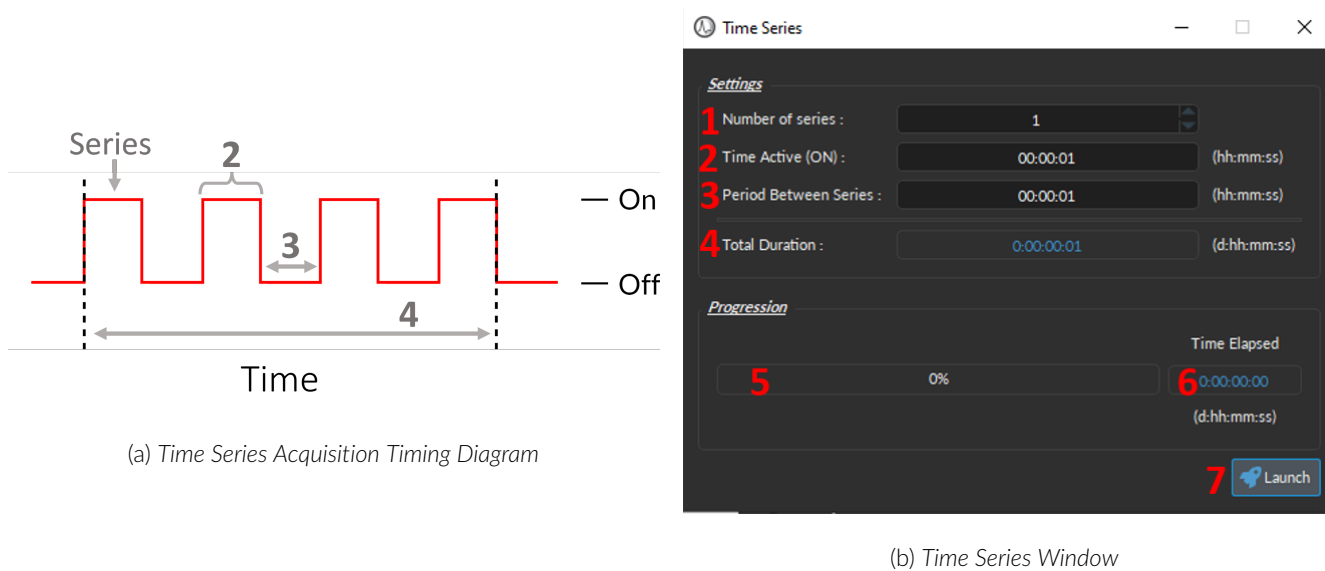 Series
2
On
3
Off
4
Time
(a) Time Series Acquisition Timing Diagram
Time Series
Settings
1 Number of series : 1
2 Time Active (ON) : 00:00:01 (hh:mm:ss)
3 Period Between Series : 00:00:01 (hh:mm:ss)
4 Total Duration : 0:00:00:01 (d:hh:mm:ss)
Progression
Time Elapsed
5 0% 6 0:00:00:00
(d:hh:mm:ss)
7 Launch
(b) Time Series Window